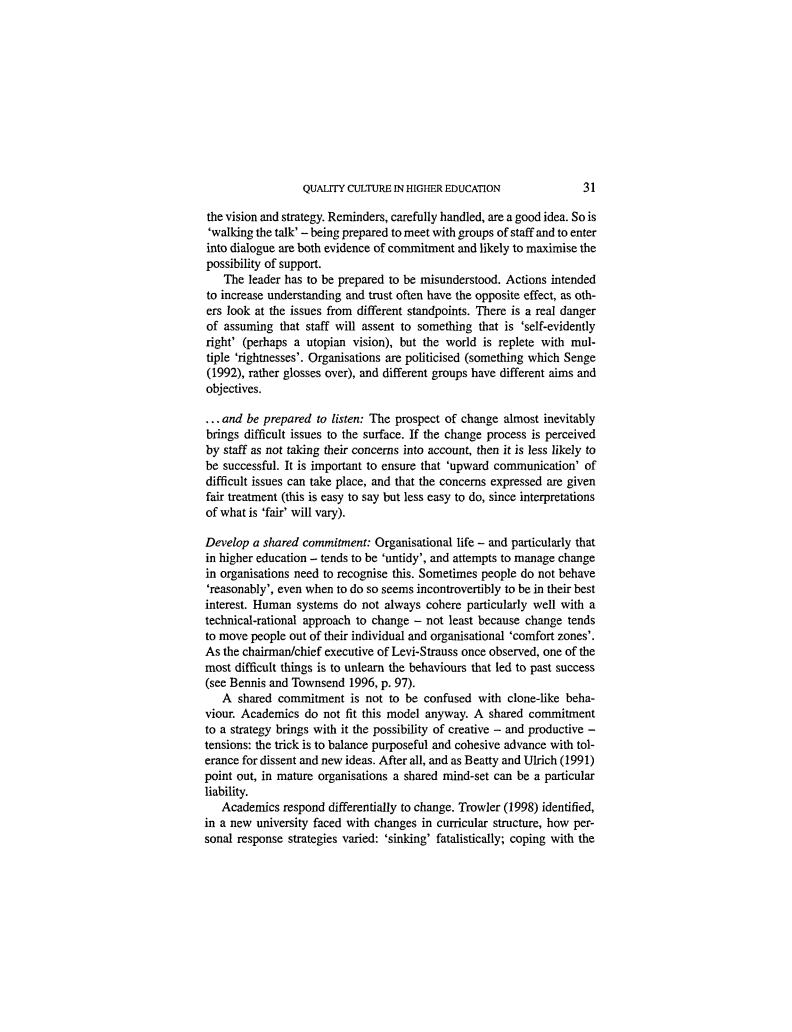 QUALITY CULTURE IN HIGHER EDUCATION 31
the vision and strategy. Reminders, carefully handled, are a good idea. So is
‘walking the talk’ – being prepared to meet with groups of staff and to enter
into dialogue are both evidence of commitment and likely to maximise the
possibility of support.
The leader has to be prepared to be misunderstood. Actions intended
to increase understanding and trust often have the opposite effect, as oth-
ers look at the issues from different standpoints. There is a real danger
of assuming that staff will assent to something that is ‘self-evidently
right’ (perhaps a utopian vision), but the world is replete with mul-
tiple ‘rightnesses’. Organisations are politicised (something which Senge
(1992), rather glosses over), and different groups have different aims and
objectives.
...and be prepared to listen: The prospect of change almost inevitably
brings difficult issues to the surface. If the change process is perceived
by staff as not taking their concerns into account, then it is less likely to
be successful. It is important to ensure that ‘upward communication’ of
difficult issues can take place, and that the concerns expressed are given
fair treatment (this is easy to say but less easy to do, since interpretations
of what is ‘fair’ will vary).
Develop a shared commitment: Organisational life – and particularly that
in higher education – tends to be ‘untidy’, and attempts to manage change
in organisations need to recognise this. Sometimes people do not behave
‘reasonably’, even when to do so seems incontrovertibly to be in their best
interest. Human systems do not always cohere particularly well with a
technical-rational approach to change – not least because change tends
to move people out of their individual and organisational ‘comfort zones’.
As the chairman/chief executive of Levi-Strauss once observed, one of the
most difficult things is to unlearn the behaviours that led to past success
(see Bennis and Townsend 1996, p. 97).
A shared commitment is not to be confused with clone-like beha-
viour. Academics do not fit this model anyway. A shared commitment
to a strategy brings with it the possibility of creative – and productive –
tensions: the trick is to balance purposeful and cohesive advance with tol-
erance for dissent and new ideas. After all, and as Beatty and Ulrich (1991)
point out, in mature organisations a shared mind-set can be a particular
liability.
Academics respond differentially to change. Trowler (1998) identified,
in a new university faced with changes in curricular structure, how per-
sonal response strategies varied: ‘sinking’ fatalistically; coping with the